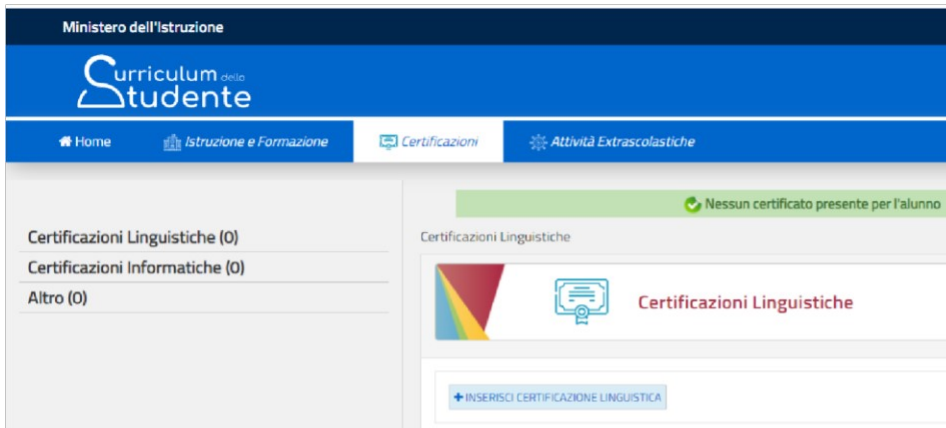 Ministero dell'Istruzione
Curriculum dello
Studente
Home Istruzione e Formazione Certificazioni Attività Extrascolastiche
Nessun certificato presente per l'alunno
Certificazioni Linguistiche (0)
Certificazioni Informatiche (0)
Altro (0)
Certificazioni Linguistiche
Certificazioni Linguistiche
+ INSERISCI CERTIFICAZIONE LINGUISTICA